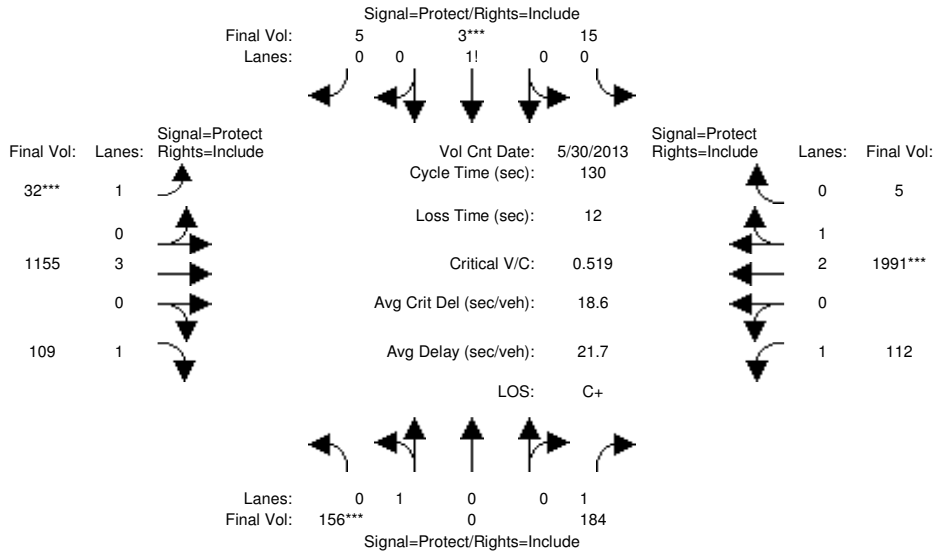 Signal=Protect/Rights=Include
Final Vol: 5 3*** 15
Lanes: 0 0 1! 0 0
Signal=Protect
Final Vol: Lanes: Rights=Include
Vol Cnt Date: 5/30/2013
Signal=Protect
Rights=Include Lanes: Final Vol:
Cycle Time (sec): 130
32*** 1
0 5
Loss Time (sec): 12
0
1
1155 3
Critical V/C: 0.519
2 1991***
0
Avg Crit Del (sec/veh): 18.6
0
109 1
Avg Delay (sec/veh): 21.7
1 112
LOS: C+
Lanes: 0 1 0 0 1
Final Vol: 156*** 0 184
Signal=Protect/Rights=Include